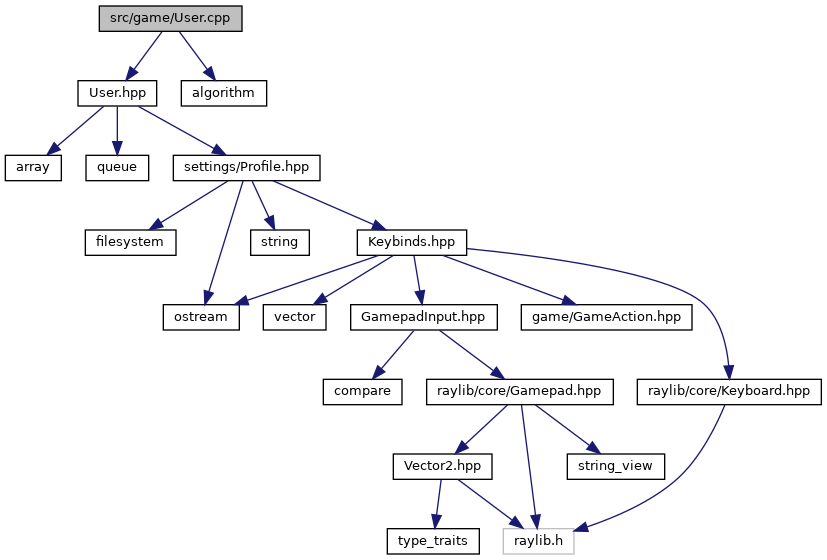 src/game/User.cpp
User.hpp
algorithm
array
queue
settings/Profile.hpp
filesystem
string
Keybinds.hpp
ostream
vector
GamepadInput.hpp
game/GameAction.hpp
compare
raylib/core/Gamepad.hpp
raylib/core/Keyboard.hpp
Vector2.hpp
string_view
type_traits
raylib.h